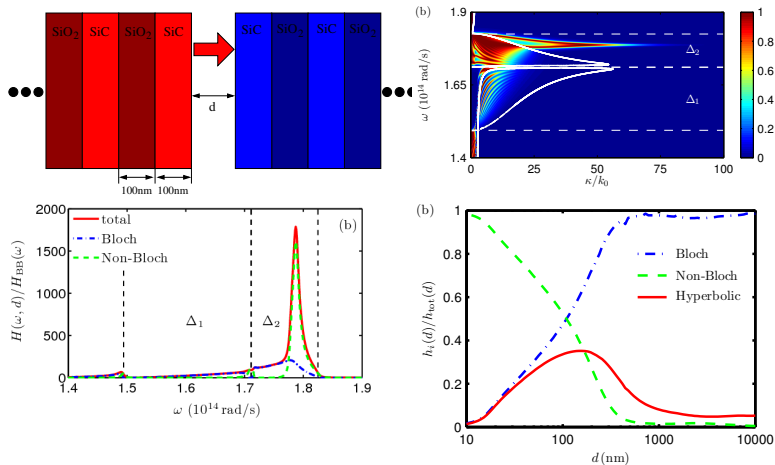 SiO2 SiC SiO2 SiC
SiC SiO2 SiC SiO2
d
100nm 100nm
(b)
1.9
1.65
1.4
ω (10^14 rad/s)
0 25 50 75 100
κ/k0
Δ2
Δ1
1
0.8
0.6
0.4
0.2
0
2000
1500
1000
500
0
H(ω, d)/HBB(ω)
total
Bloch
Non-Bloch
(b)
Δ1 Δ2
1.4 1.5 1.6 1.7 1.8 1.9
ω (10^14 rad/s)
(b)
1
0.8
0.6
0.4
0.2
0
hi(d)/htot(d)
Bloch
Non-Bloch
Hyperbolic
10 100 1000 10000
d (nm)